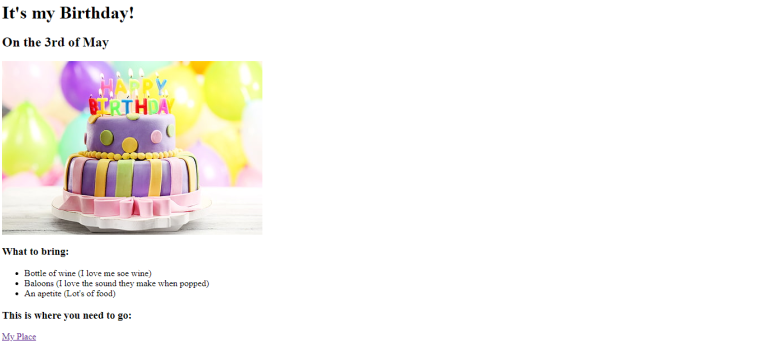 It's my Birthday!
On the 3rd of May
HAPPY
BIRTHDAY
What to bring:
Bottle of wine (I love me soe wine)
Baloons (I love the sound they make when popped)
An apetite (Lot's of food)
This is where you need to go:
My Place